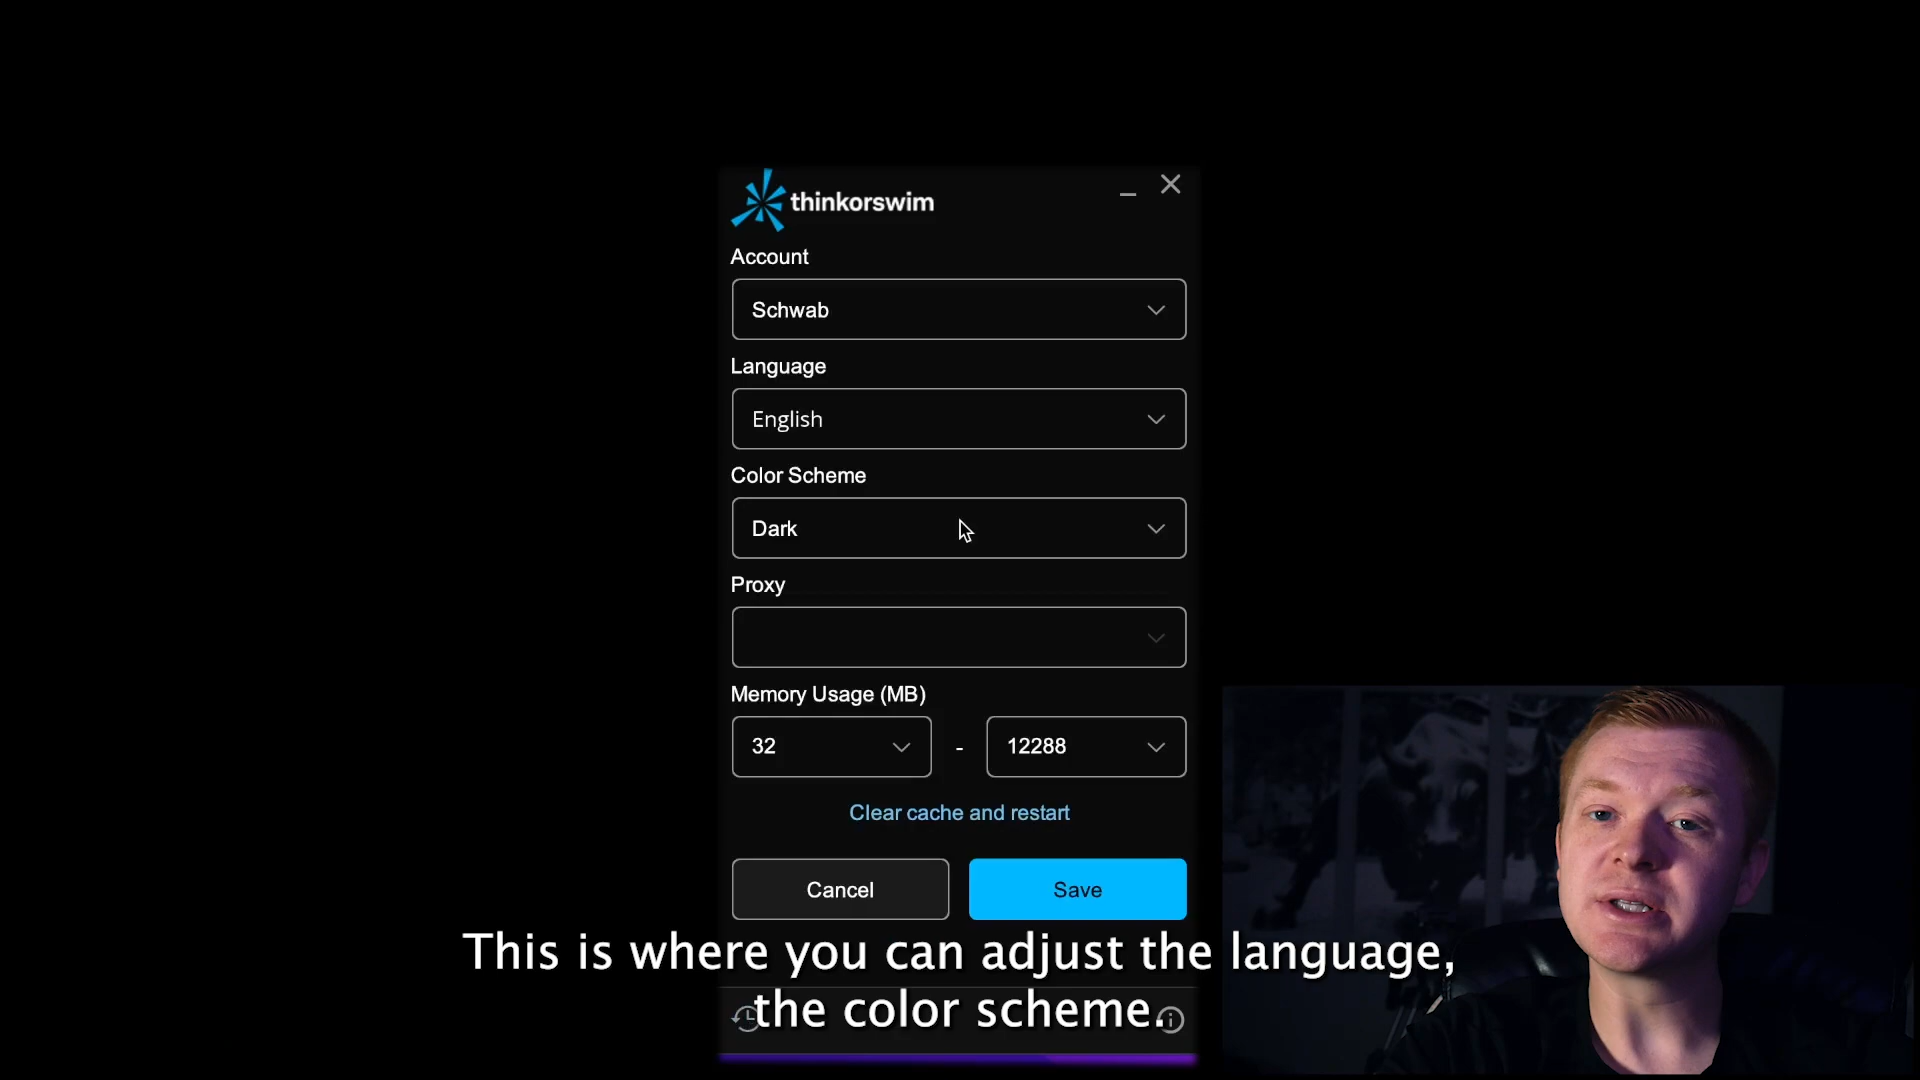 thinkorswim
Account
Schwab
Language
English
Color Scheme
Dark
Proxy
Memory Usage (MB)
32 - 12288
Clear cache and restart
Cancel Save
This is where you can adjust the language,
the color scheme.